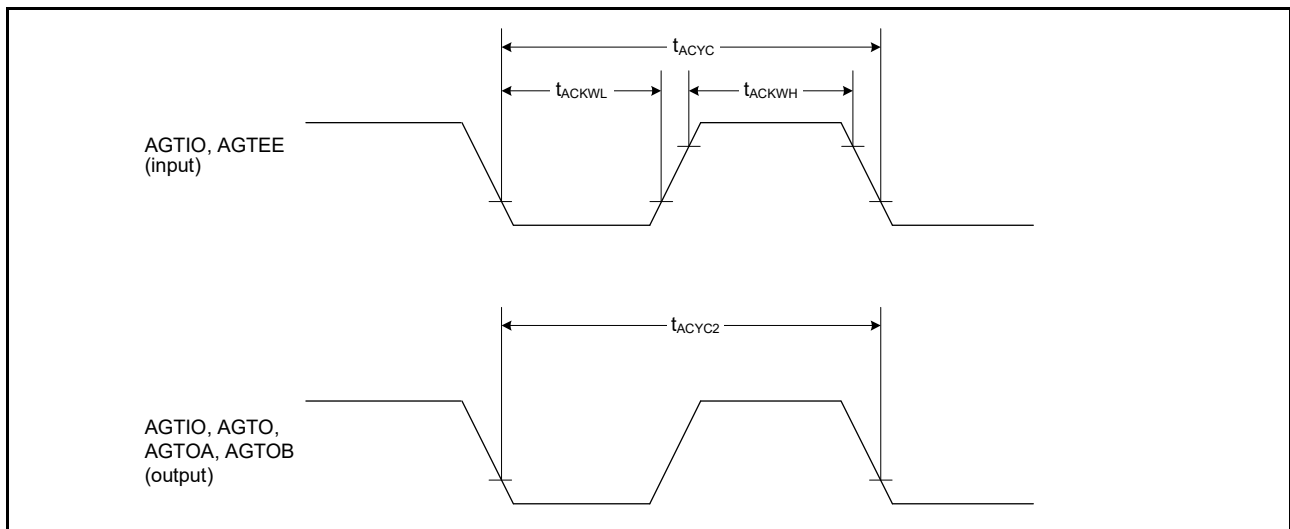 tACYC
tACKWL
tACKWH
AGTIO, AGTEE
(input)
tACYC2
AGTIO, AGTO,
AGTOA, AGTOB
(output)